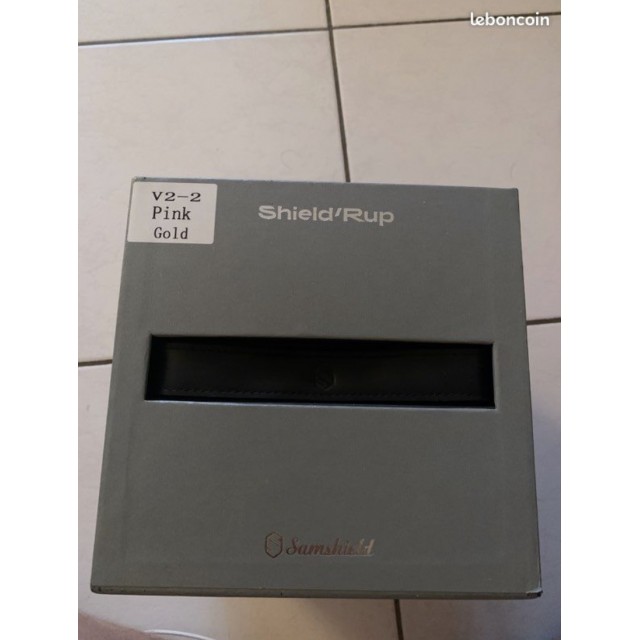 leboncoin
V2-2
Pink
Gold
Shield'Rup
Samshield